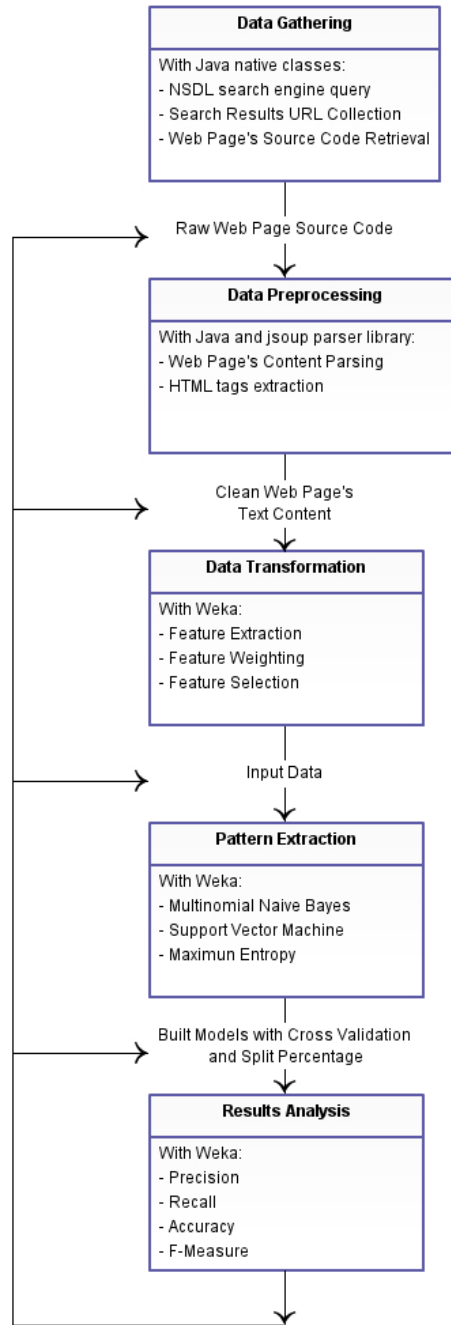 Data Gathering
With Java native classes:
- NSDL search engine query
- Search Results URL Collection
- Web Page's Source Code Retrieval
Raw Web Page Source Code
Data Preprocessing
With Java and jsoup parser library:
- Web Page's Content Parsing
- HTML tags extraction
Clean Web Page's
Text Content
Data Transformation
With Weka:
- Feature Extraction
- Feature Weighting
- Feature Selection
Input Data
Pattern Extraction
With Weka:
- Multinomial Naive Bayes
- Support Vector Machine
- Maximun Entropy
Built Models with Cross Validation
and Split Percentage
Results Analysis
With Weka:
- Precision
- Recall
- Accuracy
- F-Measure